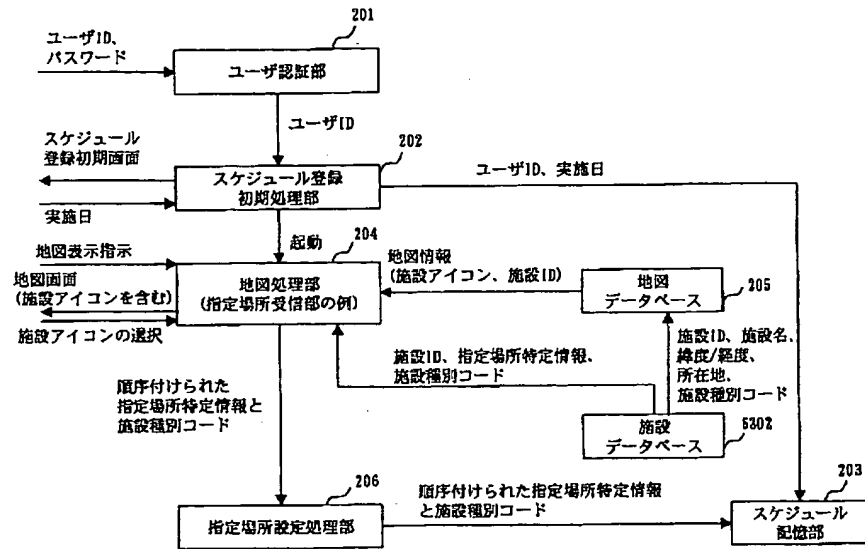 ユーザID、
パスワード
201
ユーザ認証部
ユーザID
スケジュール
登録初期画面
202
スケジュール登録
初期処理部
ユーザID、実施日
実施日
起動
204
地図表示指示
地図画面
(施設アイコンを含む)
施設アイコンの選択
地図処理部
(指定場所受信部の例)
地図情報
(施設アイコン、施設ID)
地図
データベース
205
施設ID、指定場所特定情報、
施設種別コード
施設ID、施設名、
緯度/経度、
所在地、
施設種別コード
順序付けられた
指定場所特定情報と
施設種別コード
施設
データベース
5302
206
指定場所設定処理部
順序付けられた指定場所特定情報
と施設種別コード
203
スケジュール
記憶部